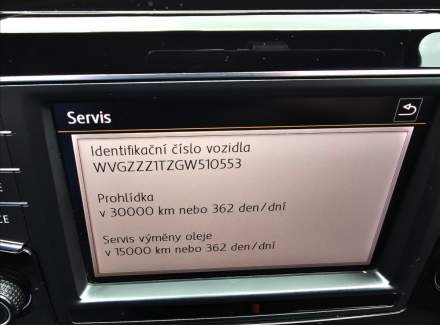 Servis
Identifikační číslo vozidla
WVGZZZ1TZGW510553
Prohlídka
v 30000 km nebo 362 den/dní
Servis výměny oleje
v 15000 km nebo 362 den/dní